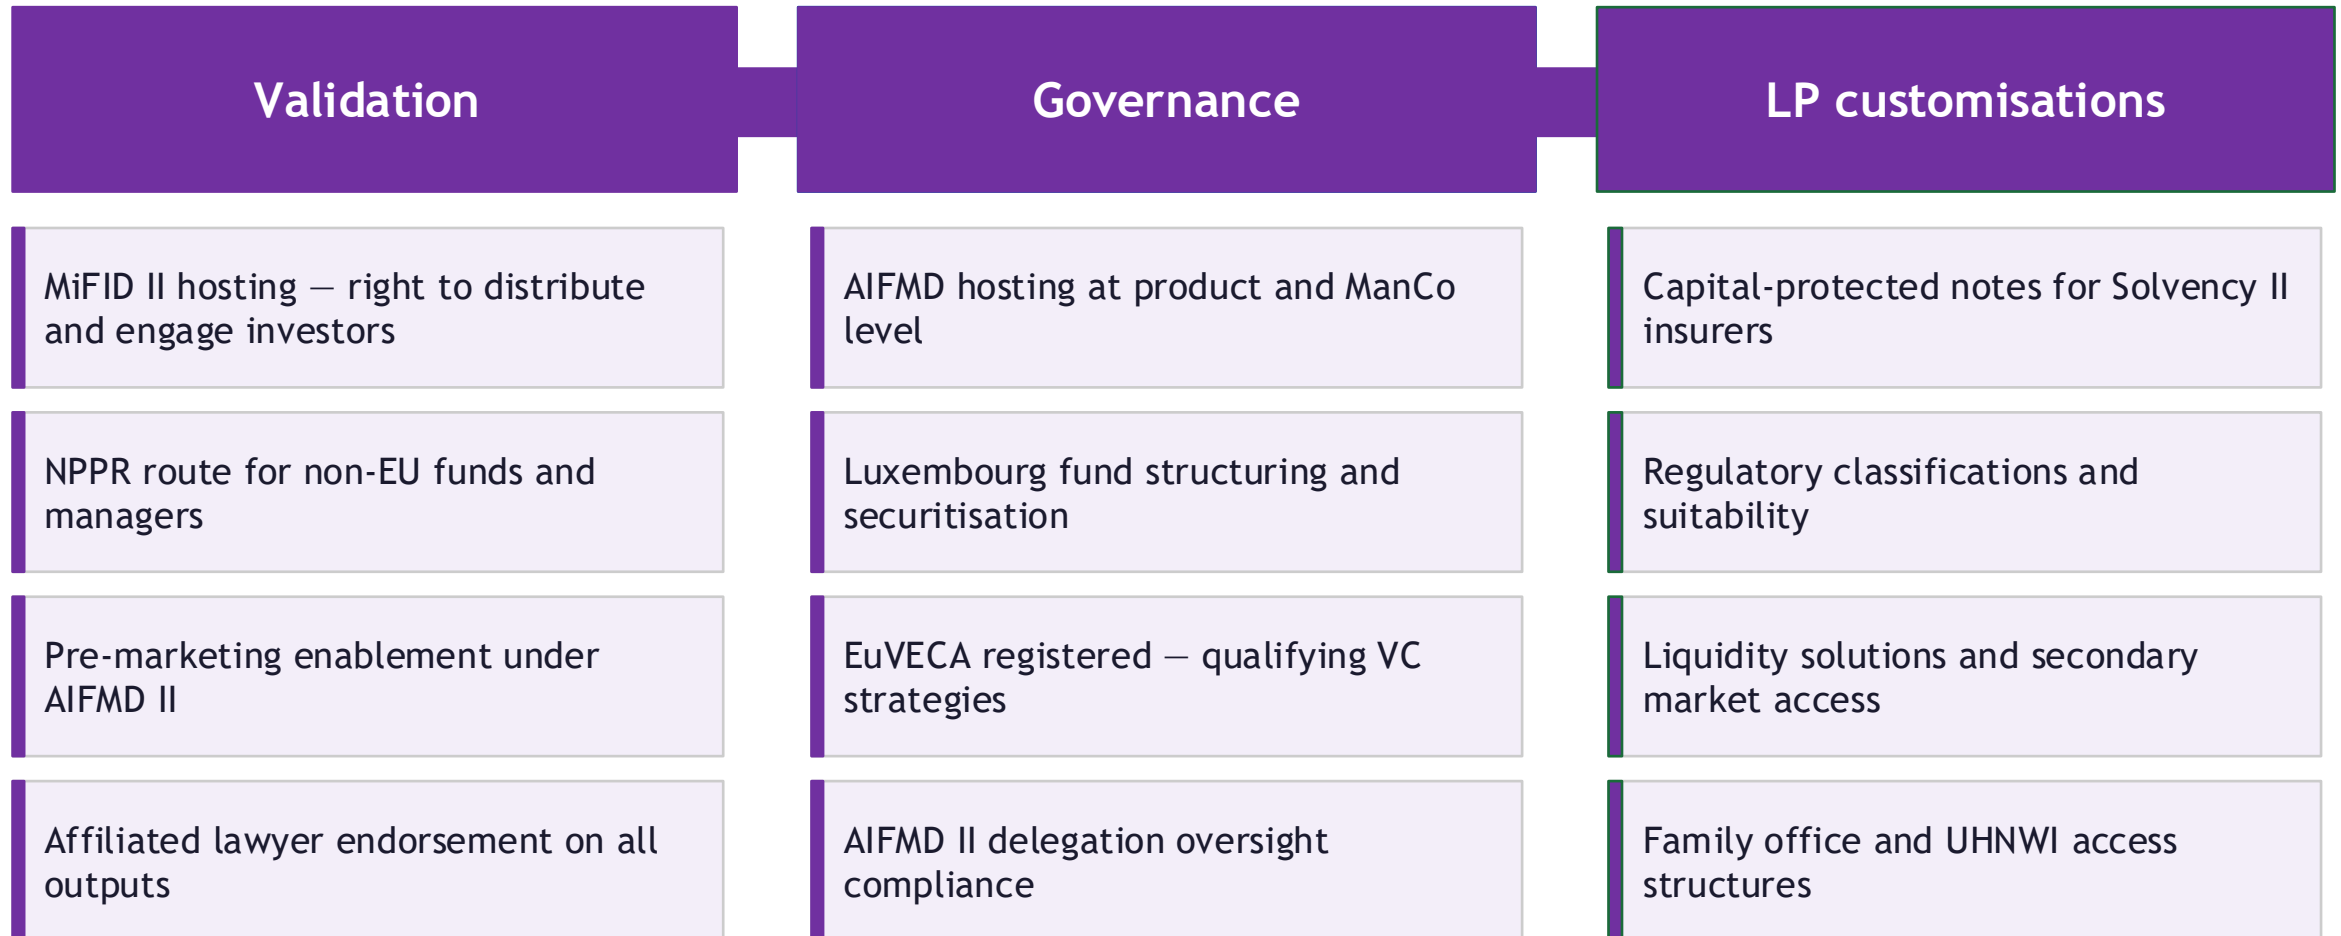 Validation
MiFID II hosting — right to distribute
and engage investors
NPPR route for non-EU funds and
managers
Pre-marketing enablement under
AIFMD II
Affiliated lawyer endorsement on all
outputs
Governance
AIFMD hosting at product and ManCo
level
Luxembourg fund structuring and
securitisation
EuVECA registered — qualifying VC
strategies
AIFMD II delegation oversight
compliance
LP customisations
Capital-protected notes for Solvency II
insurers
Regulatory classifications and
suitability
Liquidity solutions and secondary
market access
Family office and UHNWI access
structures